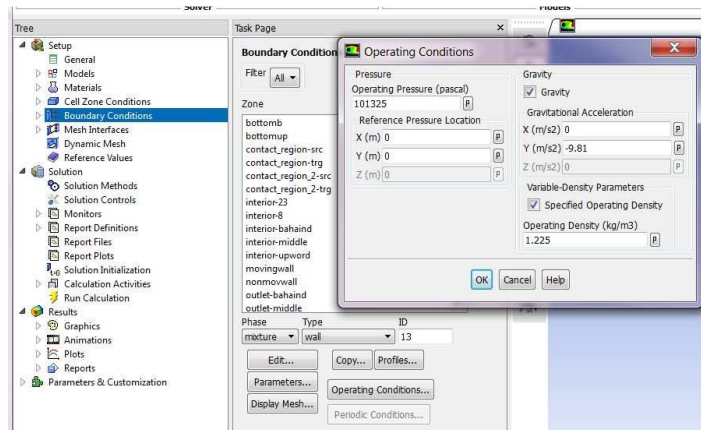 Solver
Models
Tree
Setup
General
Models
Materials
Cell Zone Conditions
Boundary Conditions
Mesh Interfaces
Dynamic Mesh
Reference Values
Solution
Solution Methods
Solution Controls
Monitors
Report Definitions
Report Files
Report Plots
Solution Initialization
Calculation Activities
Run Calculation
Results
Graphics
Animations
Plots
Reports
Parameters & Customization
Task Page
Boundary Condition
Filter All
Zone
bottomb
bottomup
contact_region-src
contact_region-trg
contact_region_2-src
contact_region_2-trg
interior-23
interior-8
interior-bahaind
interior-middle
interior-upword
movingwall
nonmovwall
outlet-bahaind
outlet-middle
Phase Type ID
mixture wall 13
Edit... Copy... Profiles...
Parameters... Operating Conditions...
Display Mesh... Periodic Conditions...
Operating Conditions
Pressure
Operating Pressure (pascal)
101325 P
Reference Pressure Location
X (m) 0 P
Y (m) 0 P
Z (m) 0 P
Gravity
Gravity
Gravitational Acceleration
X (m/s2) 0 P
Y (m/s2) -9.81 P
Z (m/s2) 0 P
Variable-Density Parameters
Specified Operating Density
Operating Density (kg/m3)
1.225 P
OK Cancel Help